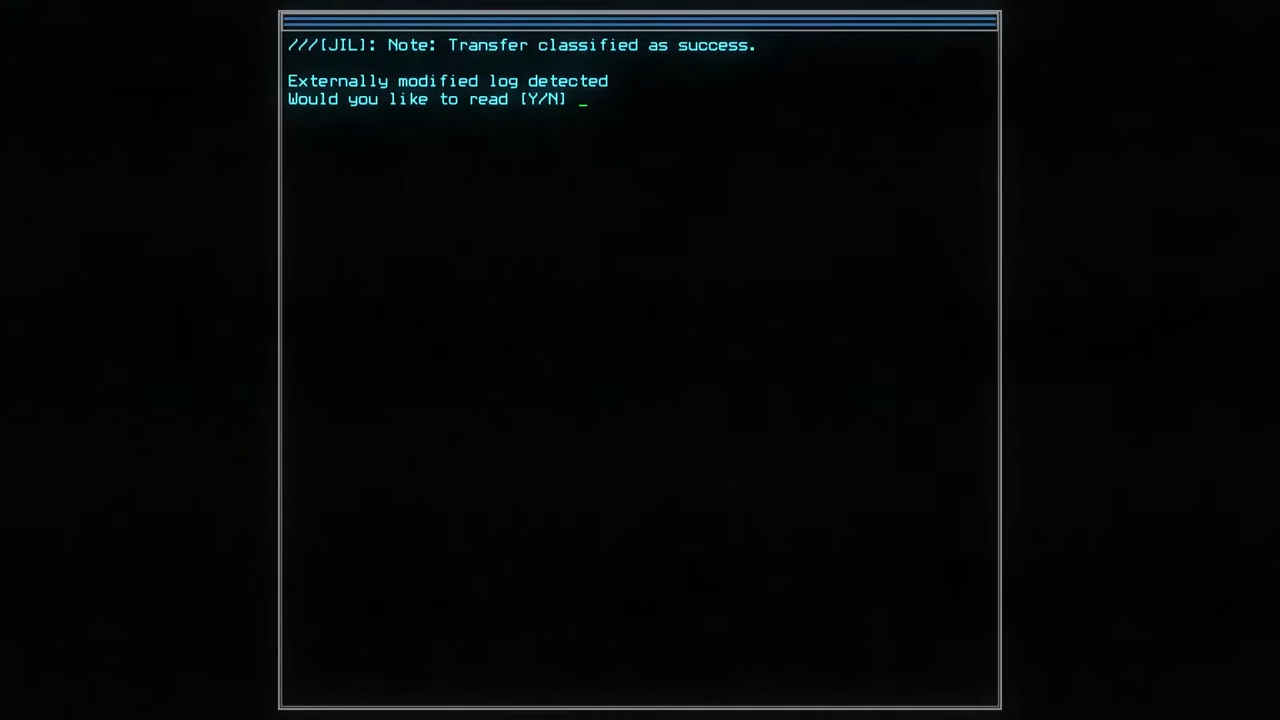 ///[JIL]: Note: Transfer classified as success.
Externally modified log detected
Would you like to read [Y/N] _